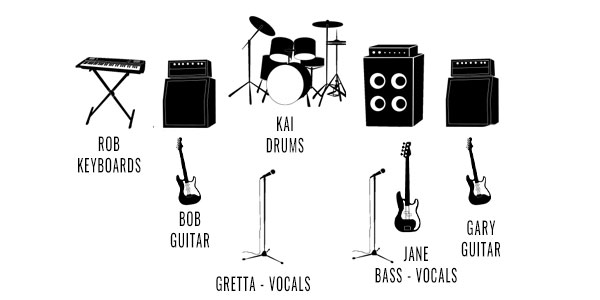 KAI
DRUMS
ROB
KEYBOARDS
BOB
GUITAR
GRETTA - VOCALS
JANE
BASS - VOCALS
GARY
GUITAR